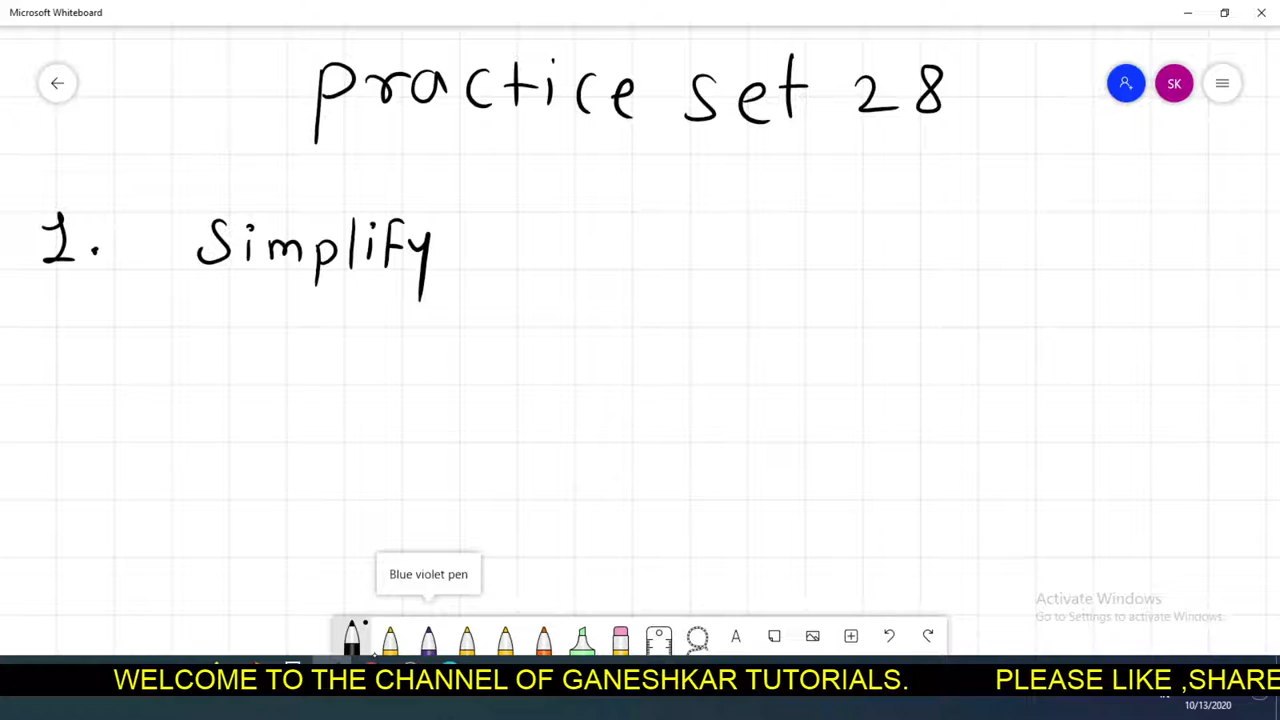 Microsoft Whiteboard
practice set 28
SK
1. Simplify
Blue violet pen
Activate Windows
Go to Settings to activate Windows.
A
WELCOME TO THE CHANNEL OF GANESHKAR TUTORIALS. PLEASE LIKE ,SHARE
10/13/2020